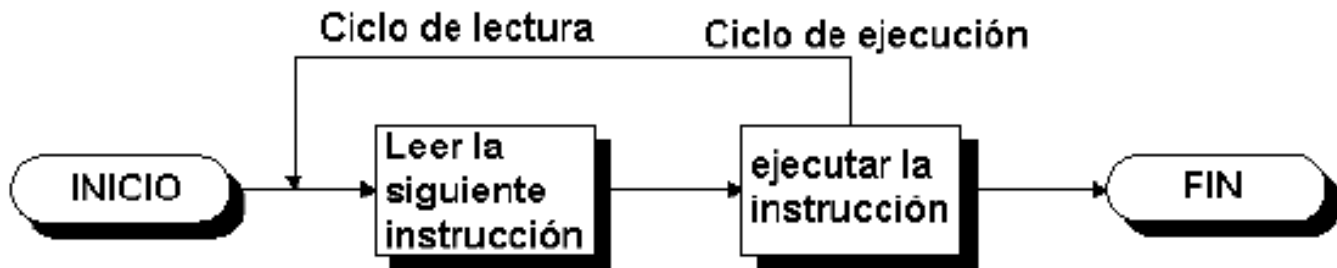 Ciclo de lectura
Ciclo de ejecución
INICIO
Leer la
siguiente
instrucción
ejecutar la
instrucción
FIN